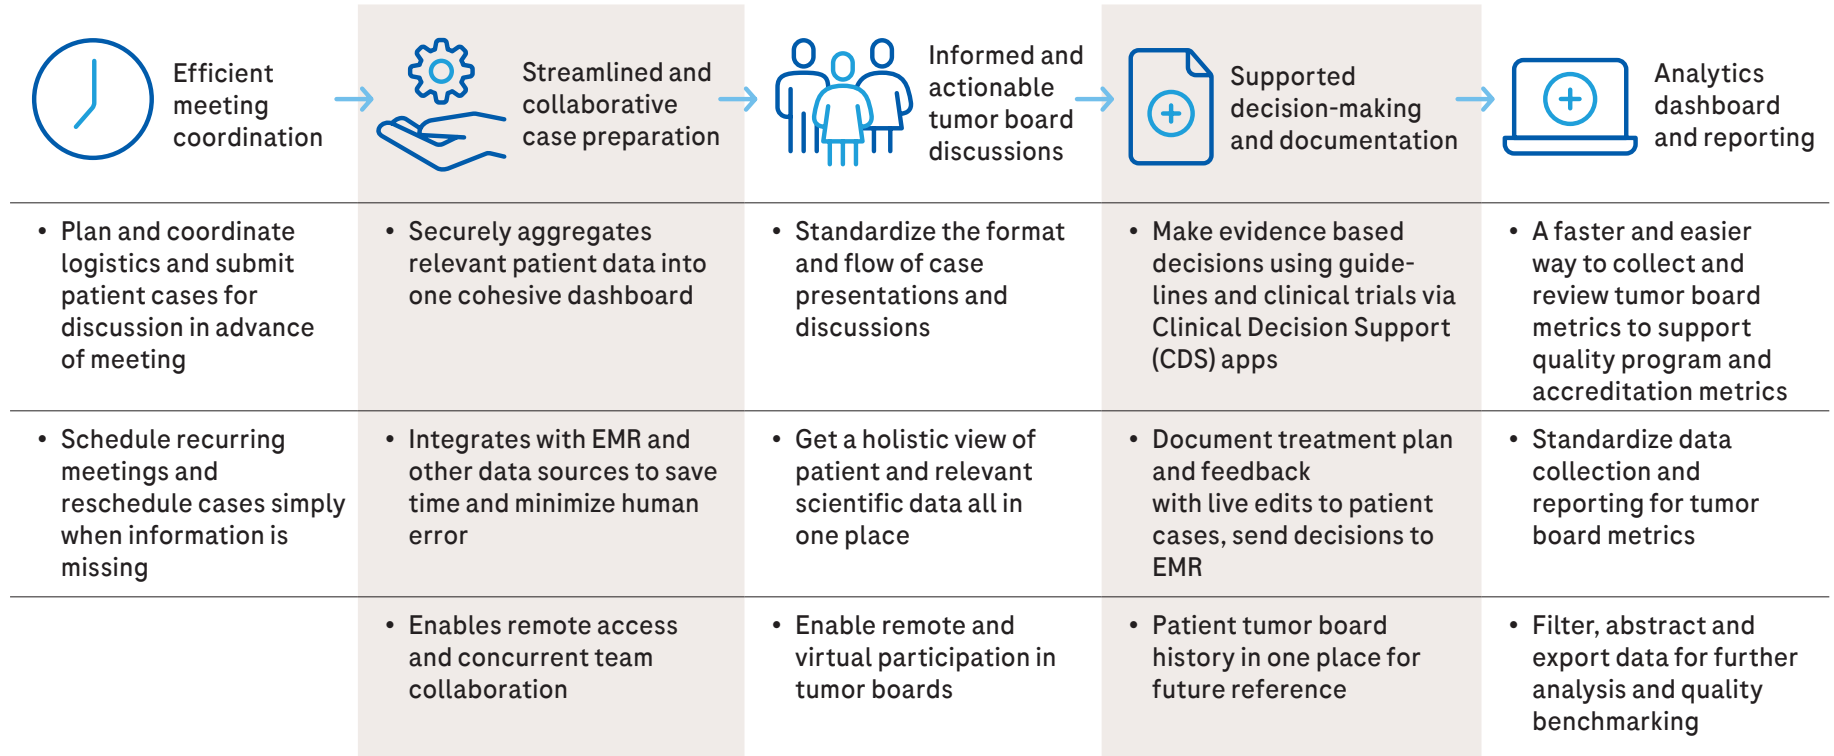 Efficient
meeting
coordination
Streamlined and
collaborative
case preparation
Informed and
actionable
tumor board
discussions
Supported
decision-making
and documentation
Analytics
dashboard
and reporting
• Plan and coordinate
logistics and submit
patient cases for
discussion in advance
of meeting
• Securely aggregates
relevant patient data into
one cohesive dashboard
• Standardize the format
and flow of case
presentations and
discussions
• Make evidence based
decisions using guide-
lines and clinical trials via
Clinical Decision Support
(CDS) apps
• A faster and easier
way to collect and
review tumor board
metrics to support
quality program and
accreditation metrics
• Schedule recurring
meetings and
reschedule cases simply
when information is
missing
• Integrates with EMR and
other data sources to save
time and minimize human
error
• Get a holistic view of
patient and relevant
scientific data all in
one place
• Document treatment plan
and feedback
with live edits to patient
cases, send decisions to
EMR
• Standardize data
collection and
reporting for tumor
board metrics
• Enables remote access
and concurrent team
collaboration
• Enable remote and
virtual participation in
tumor boards
• Patient tumor board
history in one place for
future reference
• Filter, abstract and
export data for further
analysis and quality
benchmarking